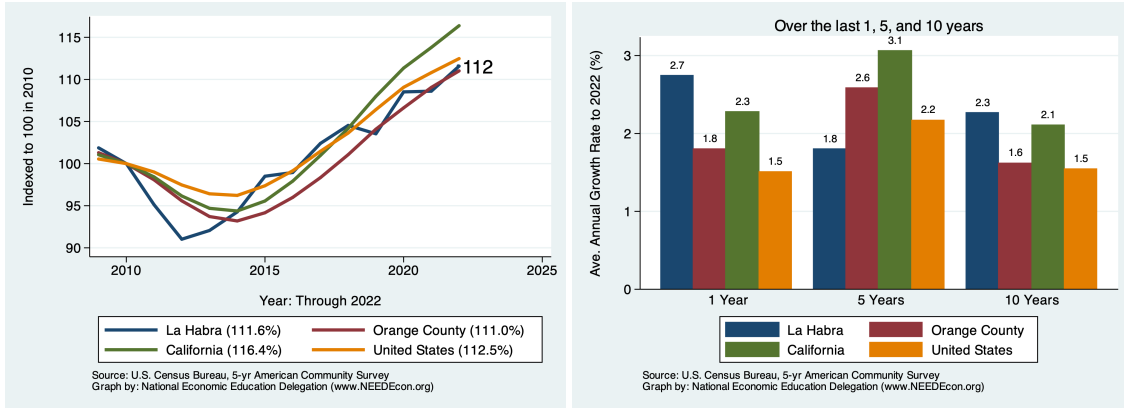 Indexed to 100 in 2010
115
110
105
100
95
90
112
2010 2015 2020 2025
Year: Through 2022
La Habra (111.6%) Orange County (111.0%)
California (116.4%) United States (112.5%)
Source: U.S. Census Bureau, 5-yr American Community Survey
Graph by: National Economic Education Delegation (www.NEEDEcon.org)
Over the last 1, 5, and 10 years
Ave. Annual Growth Rate to 2022 (%)
3
2
1
0
2.7 1.8 2.3 1.5 1.8 2.6 3.1 2.2 2.3 1.6 2.1 1.5
1 Year 5 Years 10 Years
La Habra Orange County
California United States
Source: U.S. Census Bureau, 5-yr American Community Survey
Graph by: National Economic Education Delegation (www.NEEDEcon.org)